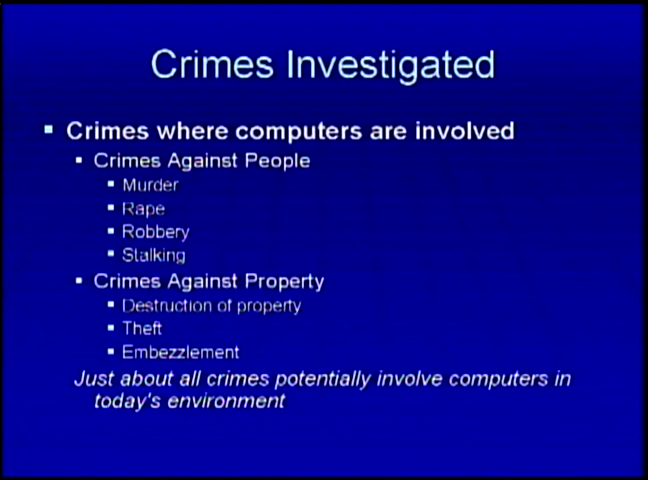 Crimes Investigated
Crimes where computers are involved
Crimes Against People
Murder
Rape
Robbery
Stalking
Crimes Against Property
Destruction of property
Theft
Embezzlement
Just about all crimes potentially involve computers in
today's environment